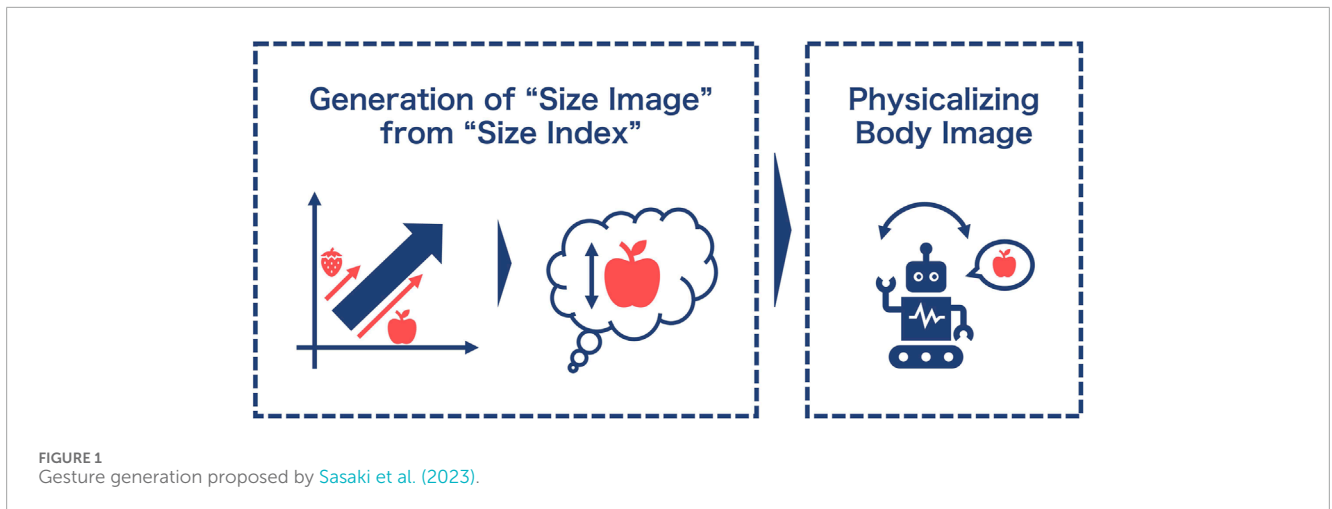 Generation of “Size Image”
from “Size Index”
Physicalizing
Body Image
FIGURE 1
Gesture generation proposed by Sasaki et al. (2023).